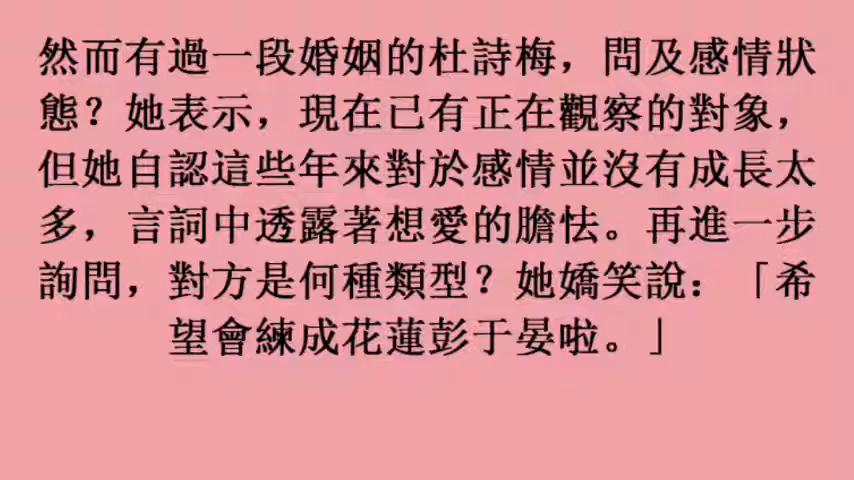 然而有過一段婚姻的杜詩梅，問及感情狀
態？她表示，現在已有正在觀察的對象，
但她自認這些年來對於感情並沒有成長太
多，言詞中透露著想愛的膽怯。再進一步
詢問，對方是何種類型？她嬌笑說：「希
望會練成花蓮彭于晏啦。」